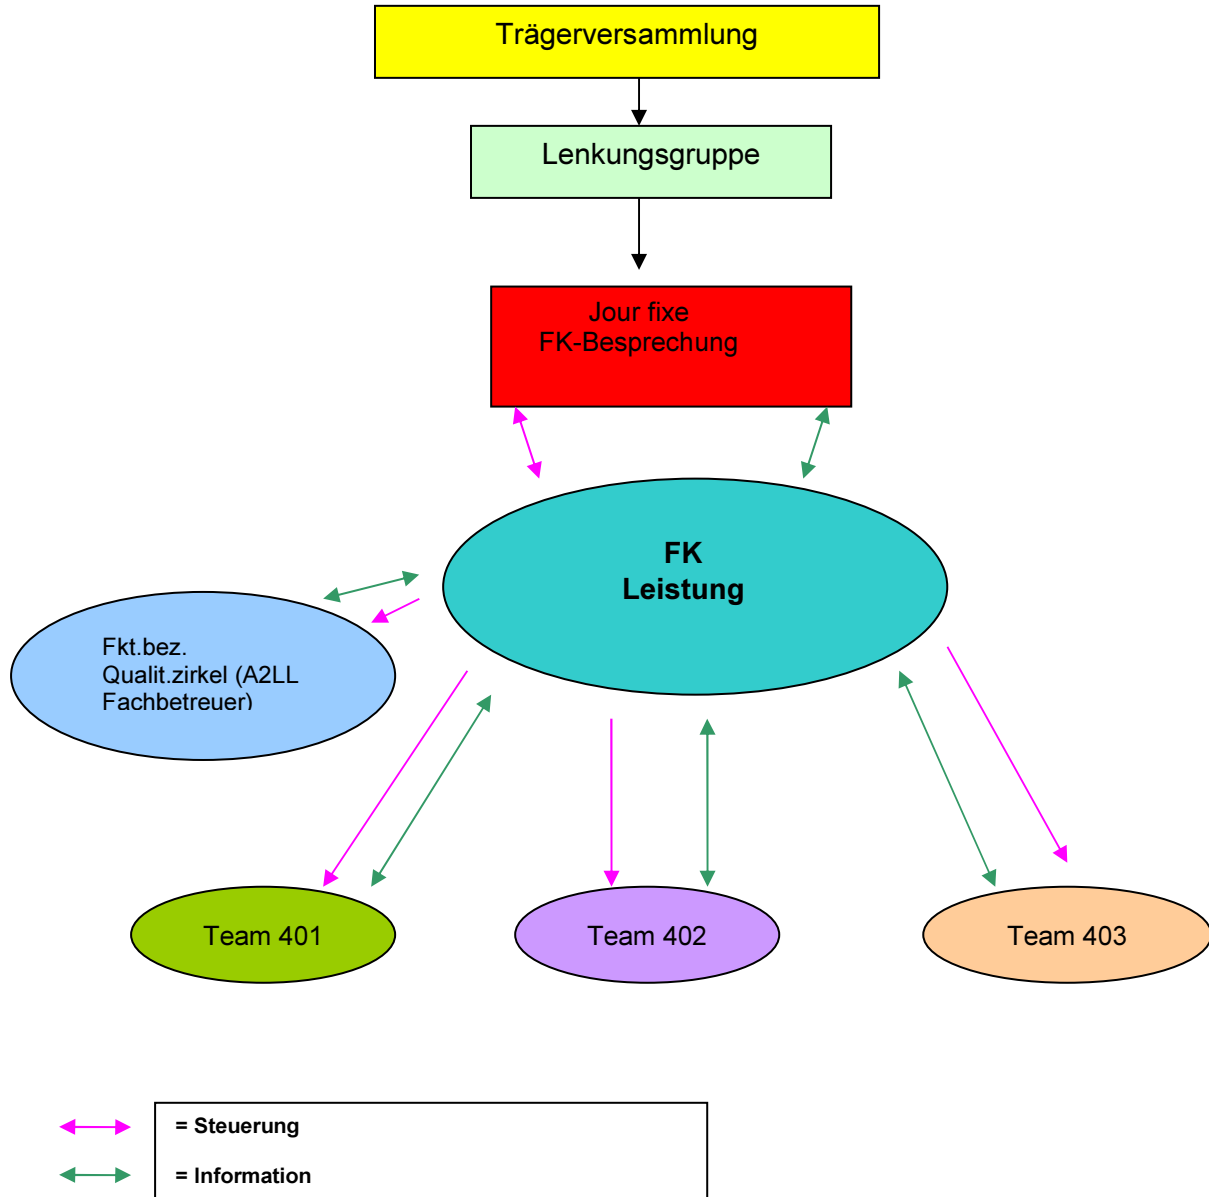 Trägerversammlung
Lenkungsgruppe
Jour fixe
FK-Besprechung
FK
Leistung
Fkt.bez.
Qualit.zirkel (A2LL
Fachbetreuer)
Team 401
Team 402
Team 403
= Steuerung
= Information